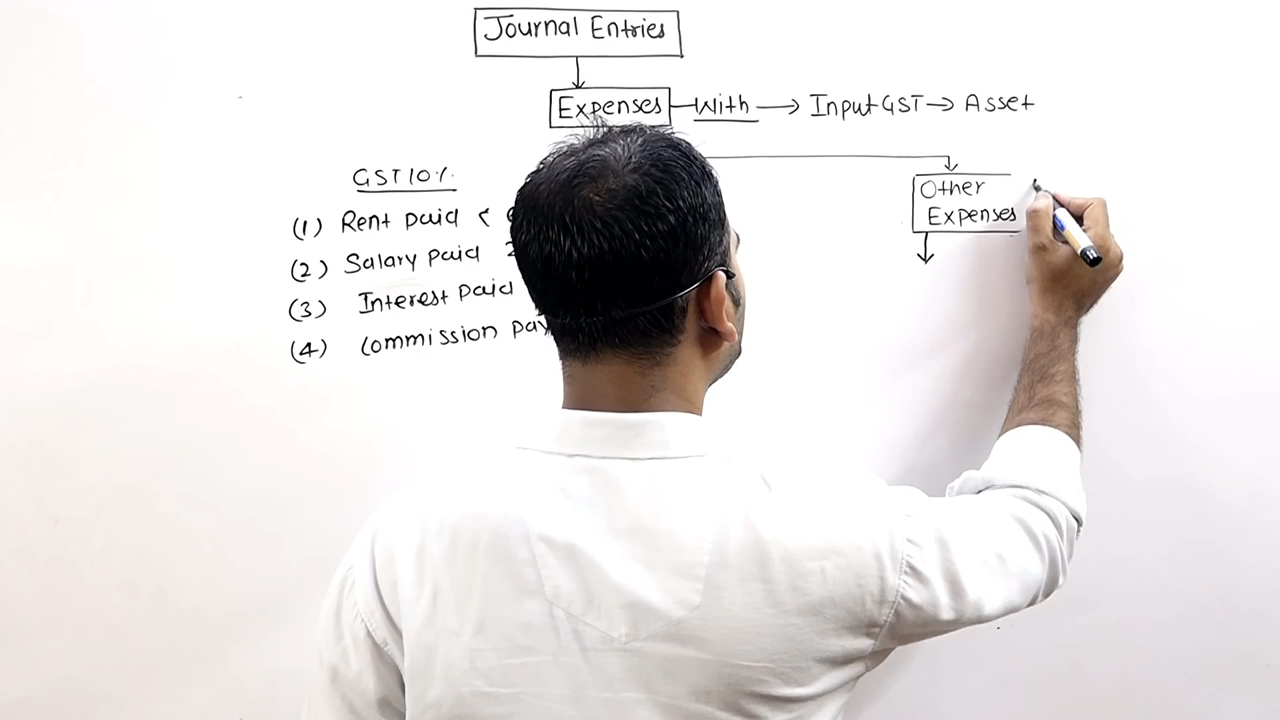 Journal Entries
Expenses With → Input GST → Asset
GST 10%
Other
Expenses
(1) Rent paid
(2) Salary paid
(3) Interest paid
(4) Commission